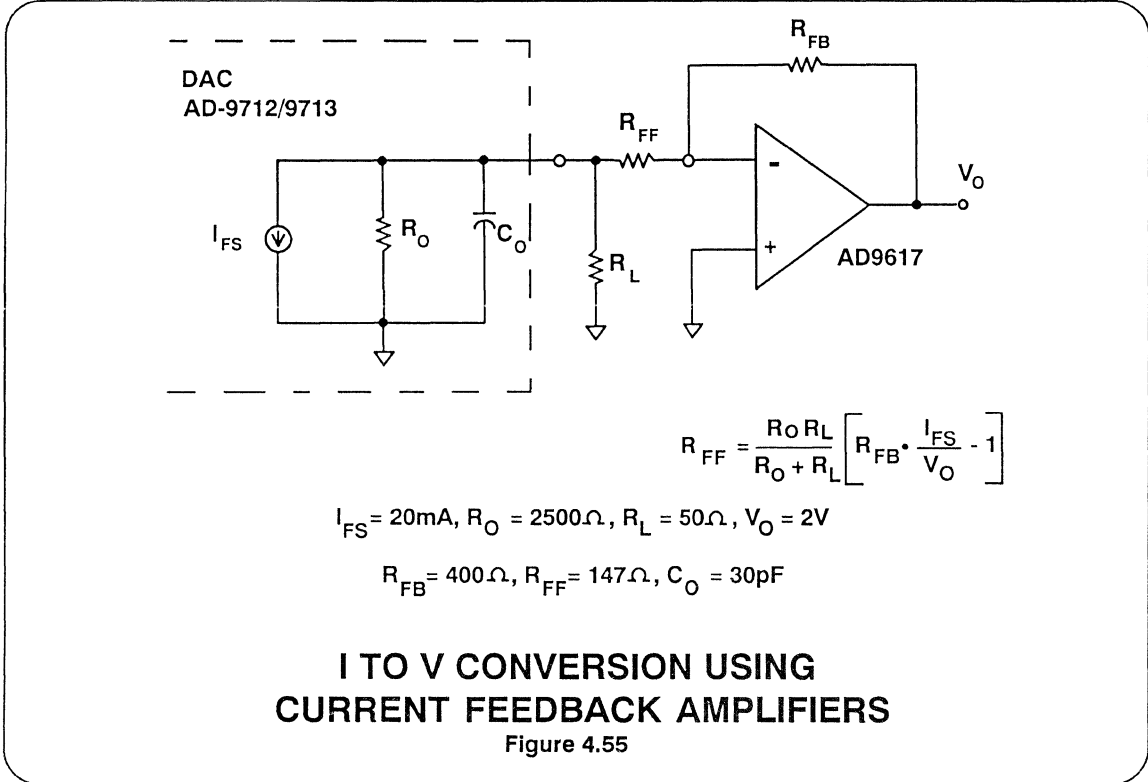 DAC
AD-9712/9713
I_FS
R_O
C_O
R_L
R_FF
R_FB
-
+
AD9617
V_O
R_FF = R_O R_L / (R_O + R_L) [R_FB • I_FS / V_O - 1]
I_FS = 20mA, R_O = 2500Ω, R_L = 50Ω, V_O = 2V
R_FB = 400Ω, R_FF = 147Ω, C_O = 30pF
I TO V CONVERSION USING
CURRENT FEEDBACK AMPLIFIERS
Figure 4.55